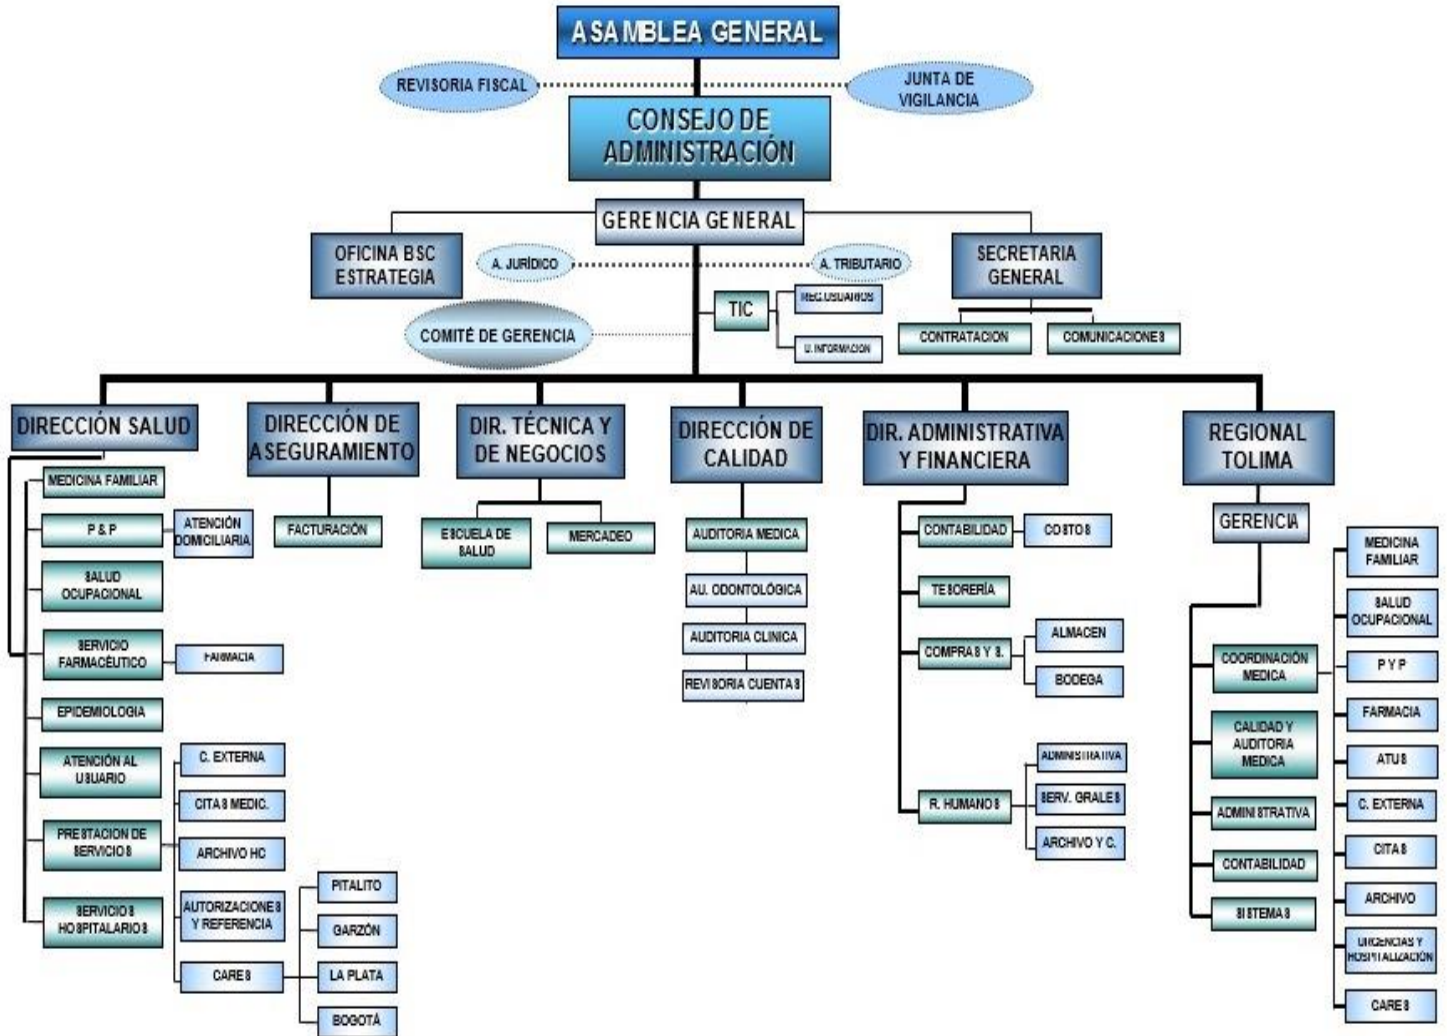 ASAMBLEA GENERAL
REVISORIA FISCAL
JUNTA DE
VIGILANCIA
CONSEJO DE
ADMINISTRACIÓN
GERENCIA GENERAL
OFICINA BSC
ESTRATEGIA
A. JURÍDICO
A. TRIBUTARIO
SECRETARIA
GENERAL
COMITÉ DE GERENCIA
TIC
REG.USUARIOS
U. INFORMACION
CONTRATACION
COMUNICACIONES
DIRECCIÓN SALUD
MEDICINA FAMILIAR
P & P
ATENCIÓN
DOMICILIARIA
SALUD
OCUPACIONAL
SERVICIO
FARMACÉUTICO
FARMACIA
EPIDEMIOLOGIA
ATENCIÓN AL
USUARIO
PRESTACION DE
SERVICIOS
C. EXTERNA
CITAS MEDIC.
ARCHIVO HC
AUTORIZACIONES
Y REFERENCIA
CARES
PITALITO
GARZÓN
LA PLATA
BOGOTÁ
SERVICIOS
HOSPITALARIOS
DIRECCIÓN DE
ASEGURAMIENTO
FACTURACIÓN
DIR. TÉCNICA Y
DE NEGOCIOS
ESCUELA DE
SALUD
MERCADEO
DIRECCIÓN DE
CALIDAD
AUDITORIA MEDICA
AU. ODONTOLÓGICA
AUDITORIA CLINICA
REVISORIA CUENTAS
DIR. ADMINISTRATIVA
Y FINANCIERA
CONTABILIDAD
COSTOS
TESORERÍA
COMPRAS Y S.
ALMACEN
BODEGA
R. HUMANOS
ADMINISTRATIVA
SERV. GRALES
ARCHIVO Y C.
REGIONAL
TOLIMA
GERENCIA
COORDINACIÓN
MEDICA
CALIDAD Y
AUDITORIA
MEDICA
ADMINISTRATIVA
CONTABILIDAD
SISTEMAS
MEDICINA
FAMILIAR
SALUD
OCUPACIONAL
P Y P
FARMACIA
ATUS
C. EXTERNA
CITAS
ARCHIVO
URGENCIAS Y
HOSPITALIZACIÓN
CARES